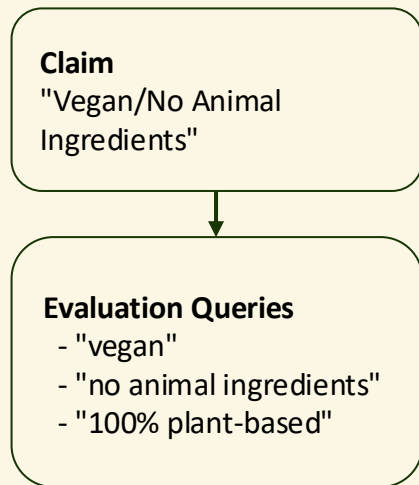 Claim
"Vegan/No Animal
Ingredients"
Evaluation Queries
- "vegan"
- "no animal ingredients"
- "100% plant-based"